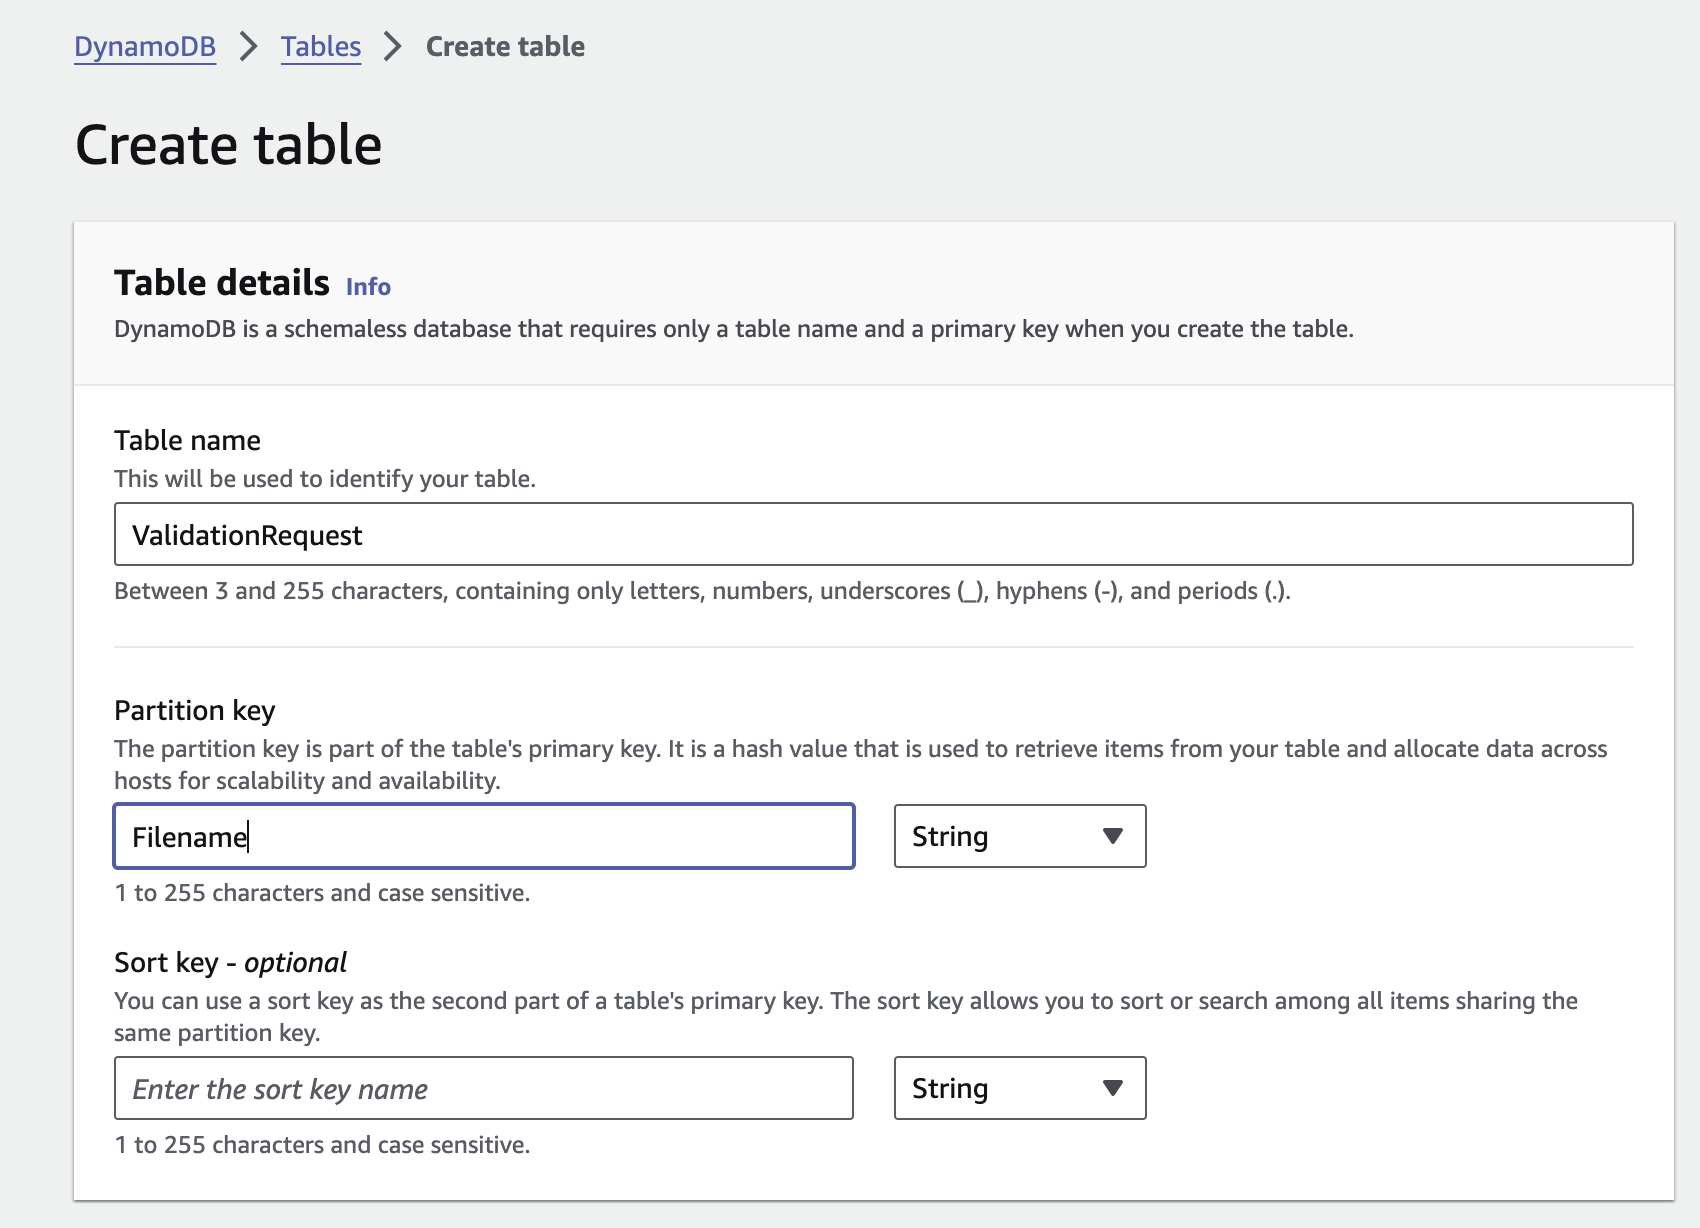 DynamoDB > Tables > Create table
Create table
Table details Info
DynamoDB is a schemaless database that requires only a table name and a primary key when you create the table.
Table name
This will be used to identify your table.
ValidationRequest
Between 3 and 255 characters, containing only letters, numbers, underscores (_), hyphens (-), and periods (.).
Partition key
The partition key is part of the table's primary key. It is a hash value that is used to retrieve items from your table and allocate data across
hosts for scalability and availability.
Filename String
1 to 255 characters and case sensitive.
Sort key - optional
You can use a sort key as the second part of a table's primary key. The sort key allows you to sort or search among all items sharing the
same partition key.
Enter the sort key name String
1 to 255 characters and case sensitive.